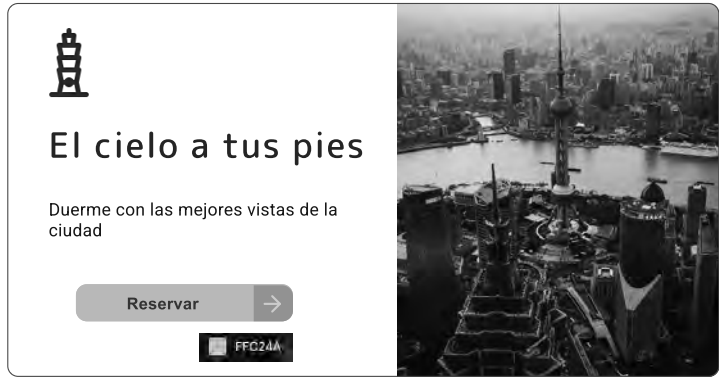 El cielo a tus pies
Duerme con las mejores vistas de la
ciudad
Reservar
FFC24A